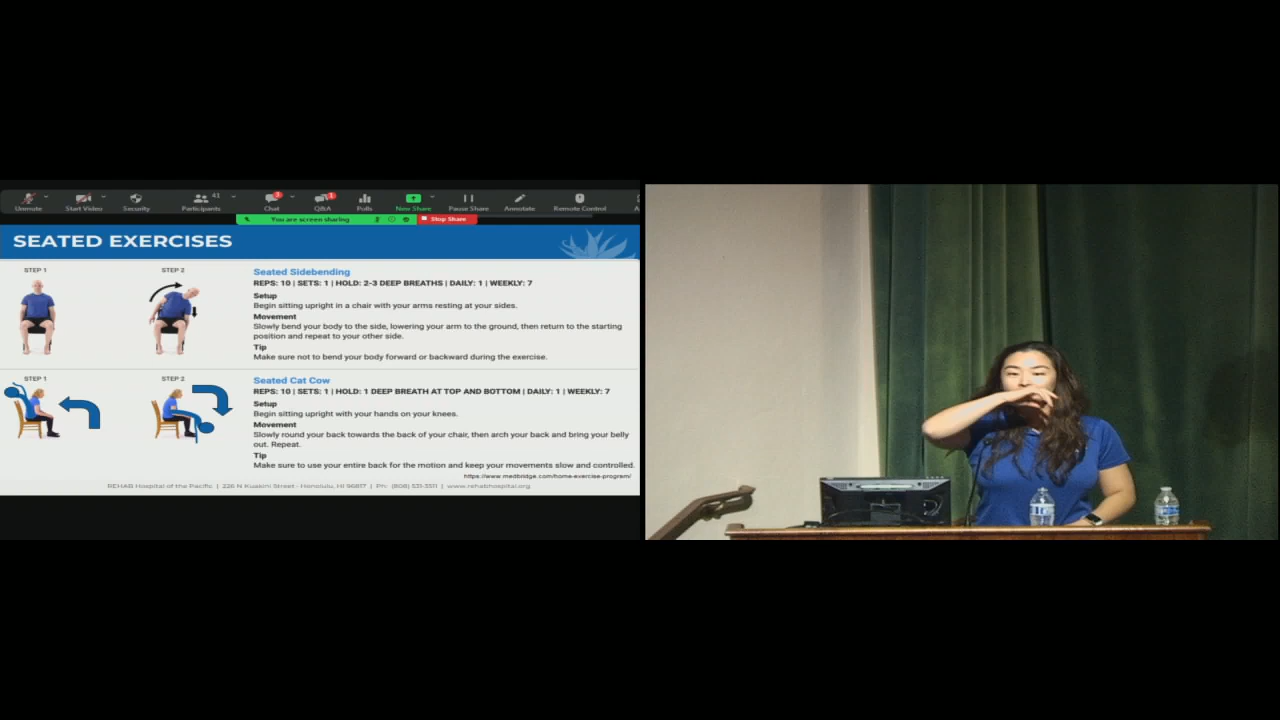 Unmute
Start Video
Security
Participants
41
Chat
Q&A
Polls
New Share
Pause Share
Annotate
Remote Control
You are screen sharing
Stop Share
SEATED EXERCISES
STEP 1
STEP 2
Seated Sidebending
REPS: 10 | SETS: 1 | HOLD: 2-3 DEEP BREATHS | DAILY: 1 | WEEKLY: 7
Setup
Begin sitting upright in a chair with your arms resting at your sides.
Movement
Slowly bend your body to the side, lowering your arm to the ground, then return to the starting
position and repeat to your other side.
Tip
Make sure not to bend your body forward or backward during the exercise.
STEP 1
STEP 2
Seated Cat Cow
REPS: 10 | SETS: 1 | HOLD: 1 DEEP BREATH AT TOP AND BOTTOM | DAILY: 1 | WEEKLY: 7
Setup
Begin sitting upright with your hands on your knees.
Movement
Slowly round your back towards the back of your chair, then arch your back and bring your belly
out. Repeat.
Tip
Make sure to use your entire back for the motion and keep your movements slow and controlled.
https://www.medbridge.com/home-exercise-program/
REHAB Hospital of the Pacific | 226 N Kuakini Street · Honolulu, HI 96817 | Ph: (808) 531-3511 | www.rehabhospital.org